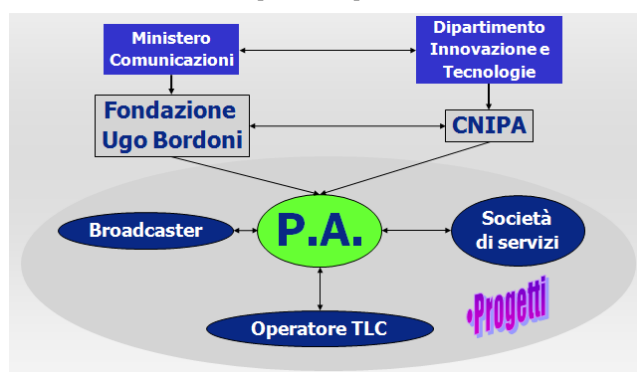 Ministero
Comunicazioni
Dipartimento
Innovazione e
Tecnologie
Fondazione
Ugo Bordoni
CNIPA
Broadcaster
P.A.
Società
di servizi
Operatore TLC
•Progetti